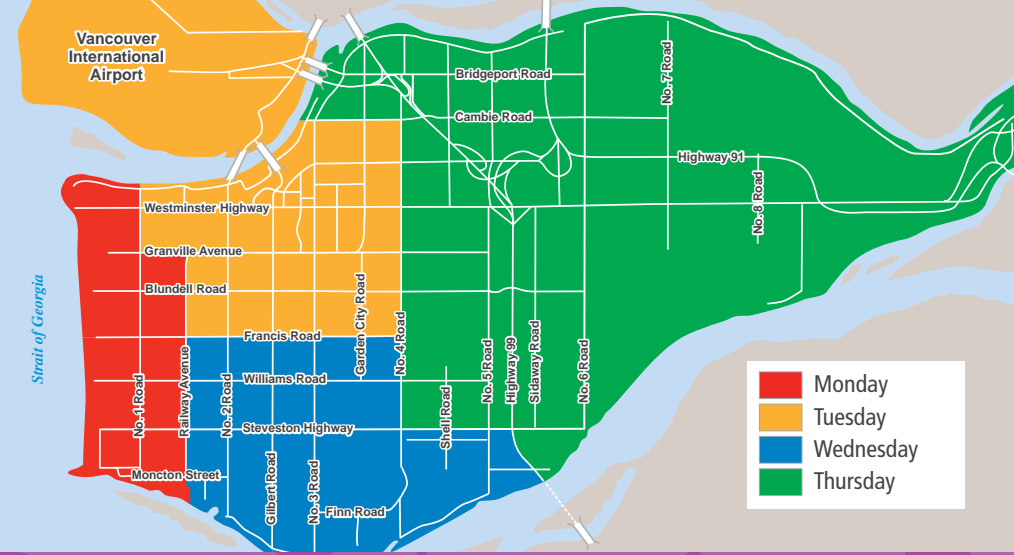 Vancouver
International
Airport
Bridgeport Road
No. 7 Road
Cambie Road
Highway 91
No. 8 Road
Westminster Highway
Granville Avenue
Blundell Road
Strait of Georgia
Garden City Road
Francis Road
No. 4 Road
No. 5 Road
Highway 99
Sidaway Road
No. 6 Road
Williams Road
No. 1 Road
Railway Avenue
No. 2 Road
Shell Road
Steveston Highway
Moncton Street
Gilbert Road
No. 3 Road
Finn Road
Monday
Tuesday
Wednesday
Thursday